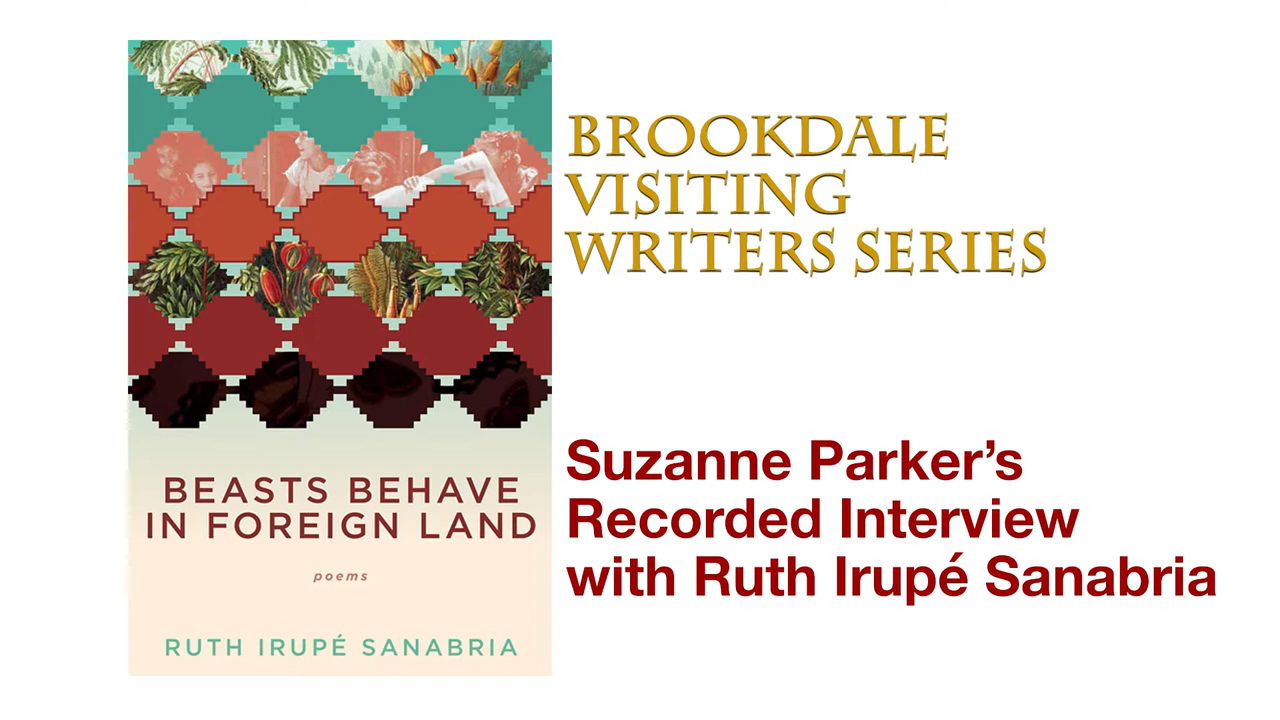 BEASTS BEHAVE
IN FOREIGN LAND
poems
RUTH IRUPÉ SANABRIA
BROOKDALE
VISITING
WRITERS SERIES
Suzanne Parker’s
Recorded Interview
with Ruth Irupé Sanabria